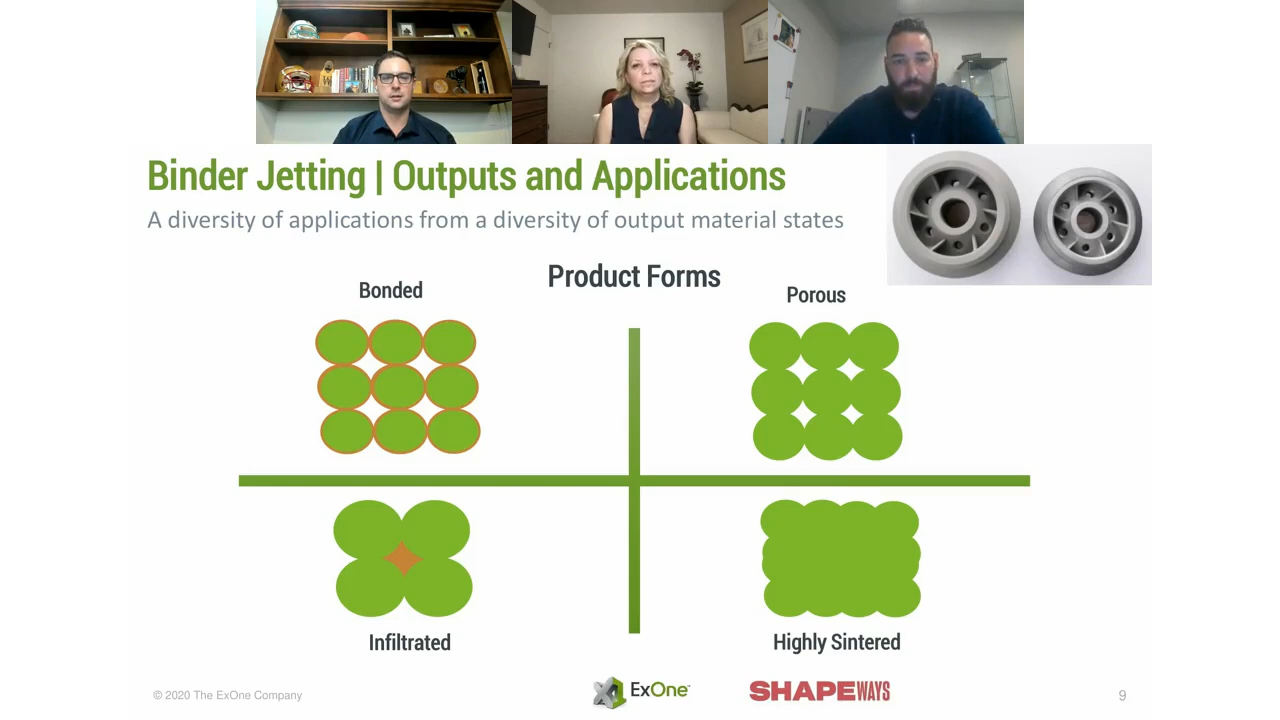 Binder Jetting | Outputs and Applications
A diversity of applications from a diversity of output material states
Product Forms
Bonded
Porous
Infiltrated
Highly Sintered
© 2020 The ExOne Company
ExOne™
SHAPEWAYS
9